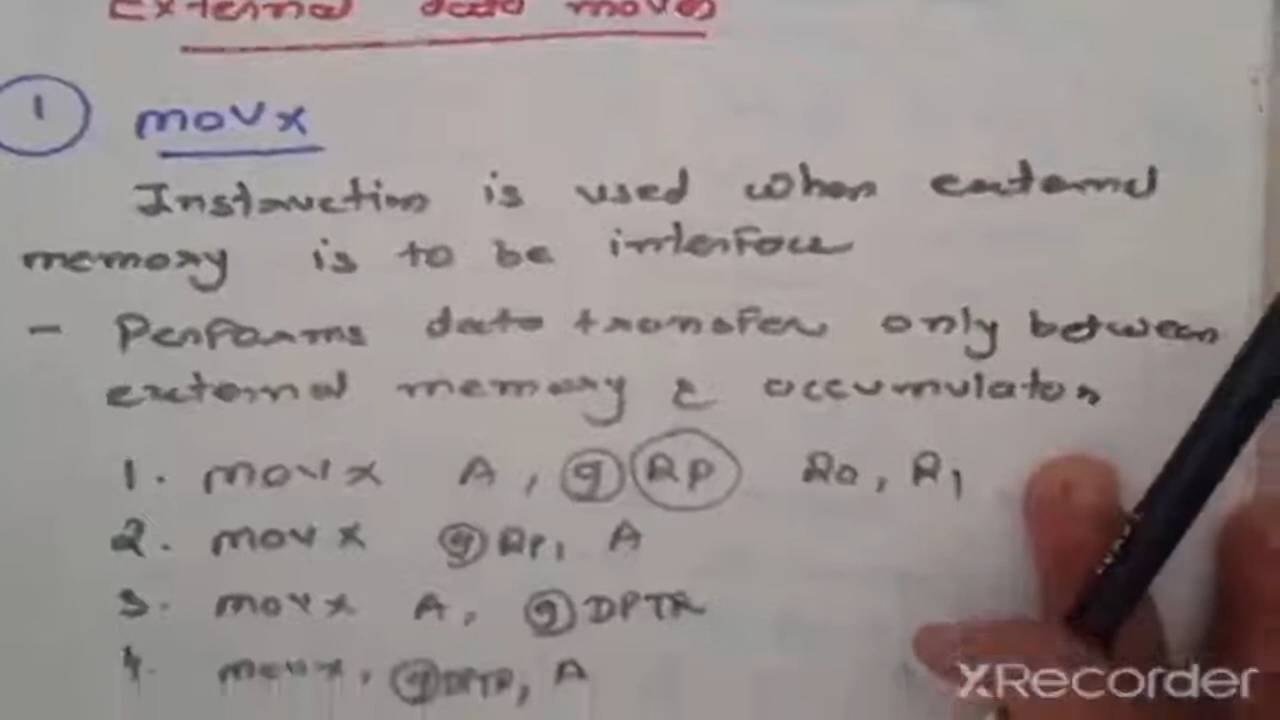 External data moves
1 movx
Instruction is used when external
memory is to be interface
- Performs data transfer only between
external memory & accumulator
1. movx A, @ RP R0, R1
2. movx @RP, A
3. movx A, @DPTR
4. movx, @DPTR, A
XRecorder